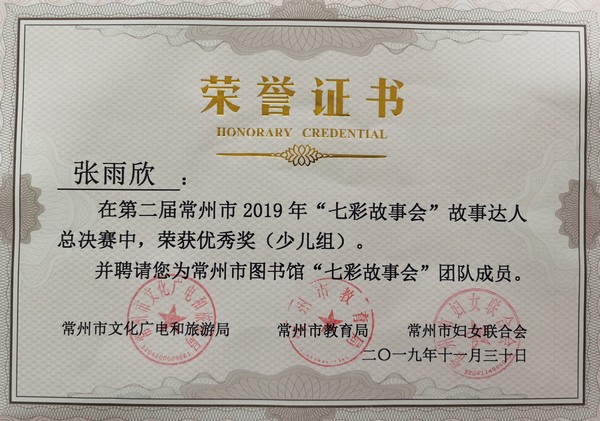 荣誉证书
HONORARY CREDENTIAL
张雨欣：
在第二届常州市2019年“七彩故事会”故事达人
总决赛中，荣获优秀奖（少儿组）。
并聘请您为常州市图书馆“七彩故事会”团队成员。
常州市文化广电和旅游局 常州市教育局 常州市妇女联合会
二〇一九年十一月三十日